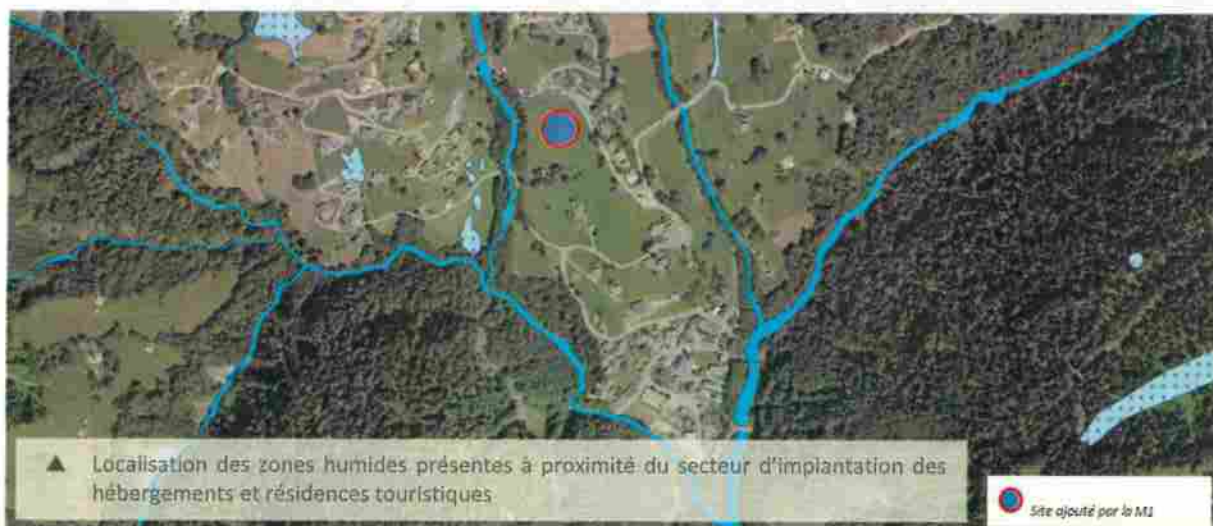 ▲ Localisation des zones humides présentes à proximité du secteur d'implantation des
hébergements et résidences touristiques
Site ajouté par la M1